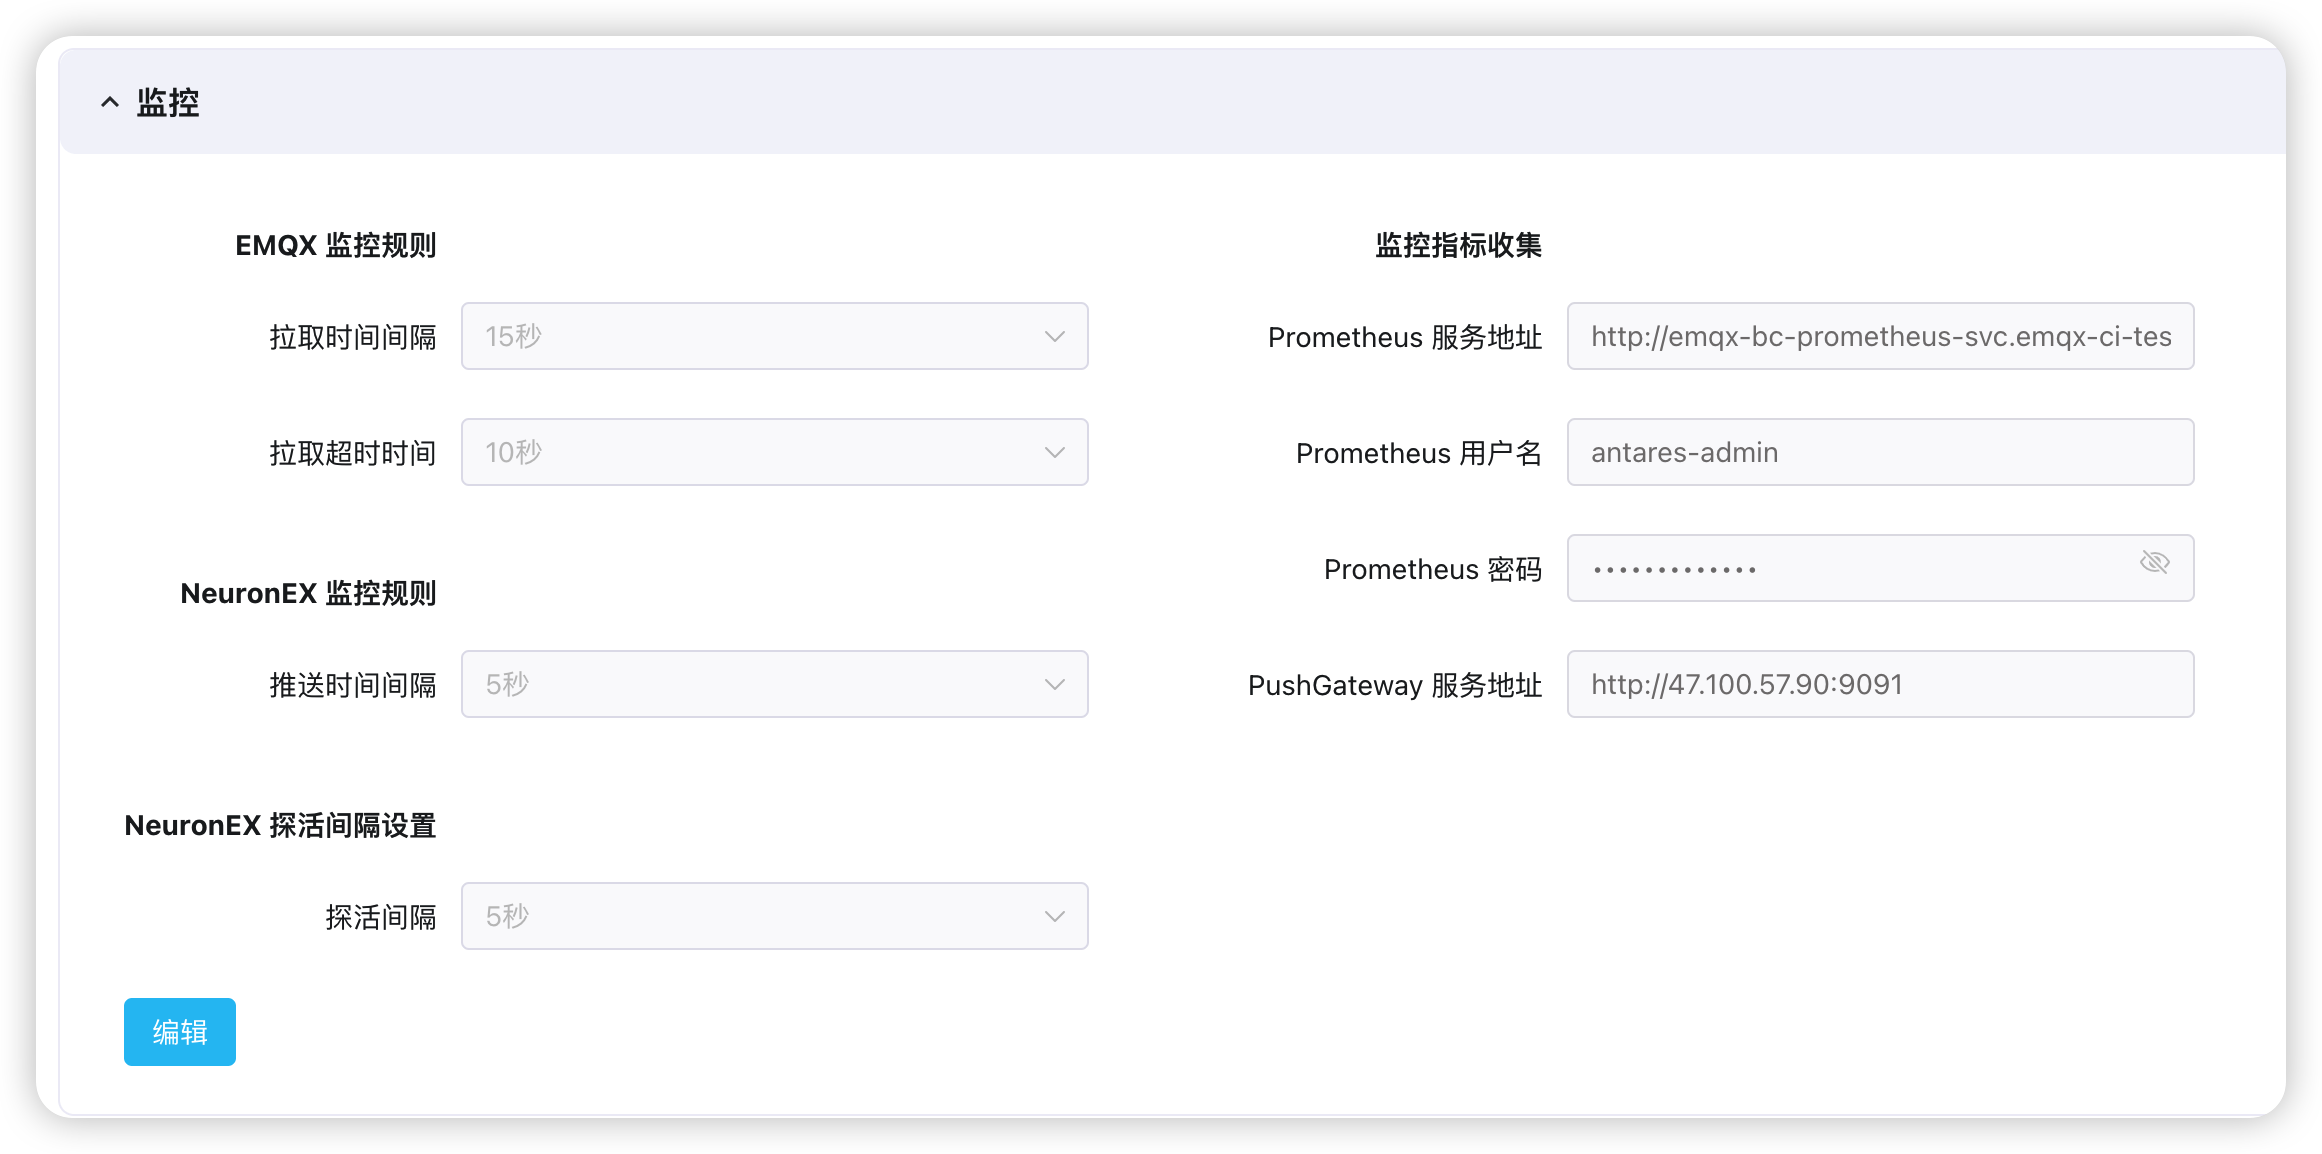 监控
EMQX 监控规则
拉取时间间隔 15秒
拉取超时时间 10秒
NeuronEX 监控规则
推送时间间隔 5秒
NeuronEX 探活间隔设置
探活间隔 5秒
编辑
监控指标收集
Prometheus 服务地址 http://emqx-bc-prometheus-svc.emqx-ci-tes
Prometheus 用户名 antares-admin
Prometheus 密码 •••••••••••••
PushGateway 服务地址 http://47.100.57.90:9091